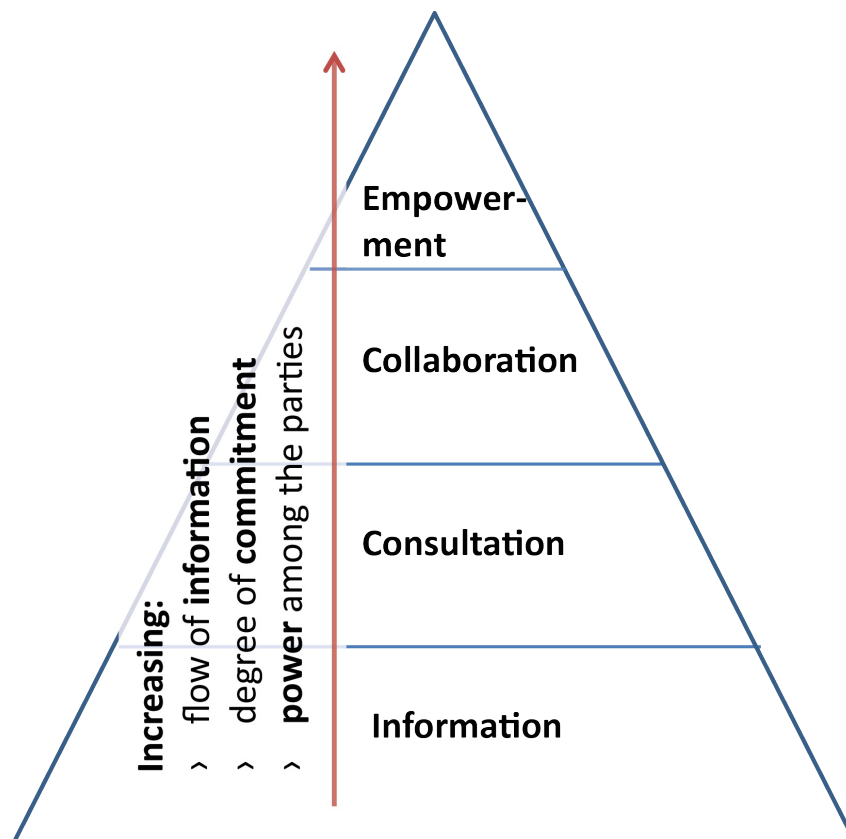 Empower-
ment
Collaboration
Consultation
Information
Increasing:
› flow of information
› degree of commitment
› power among the parties